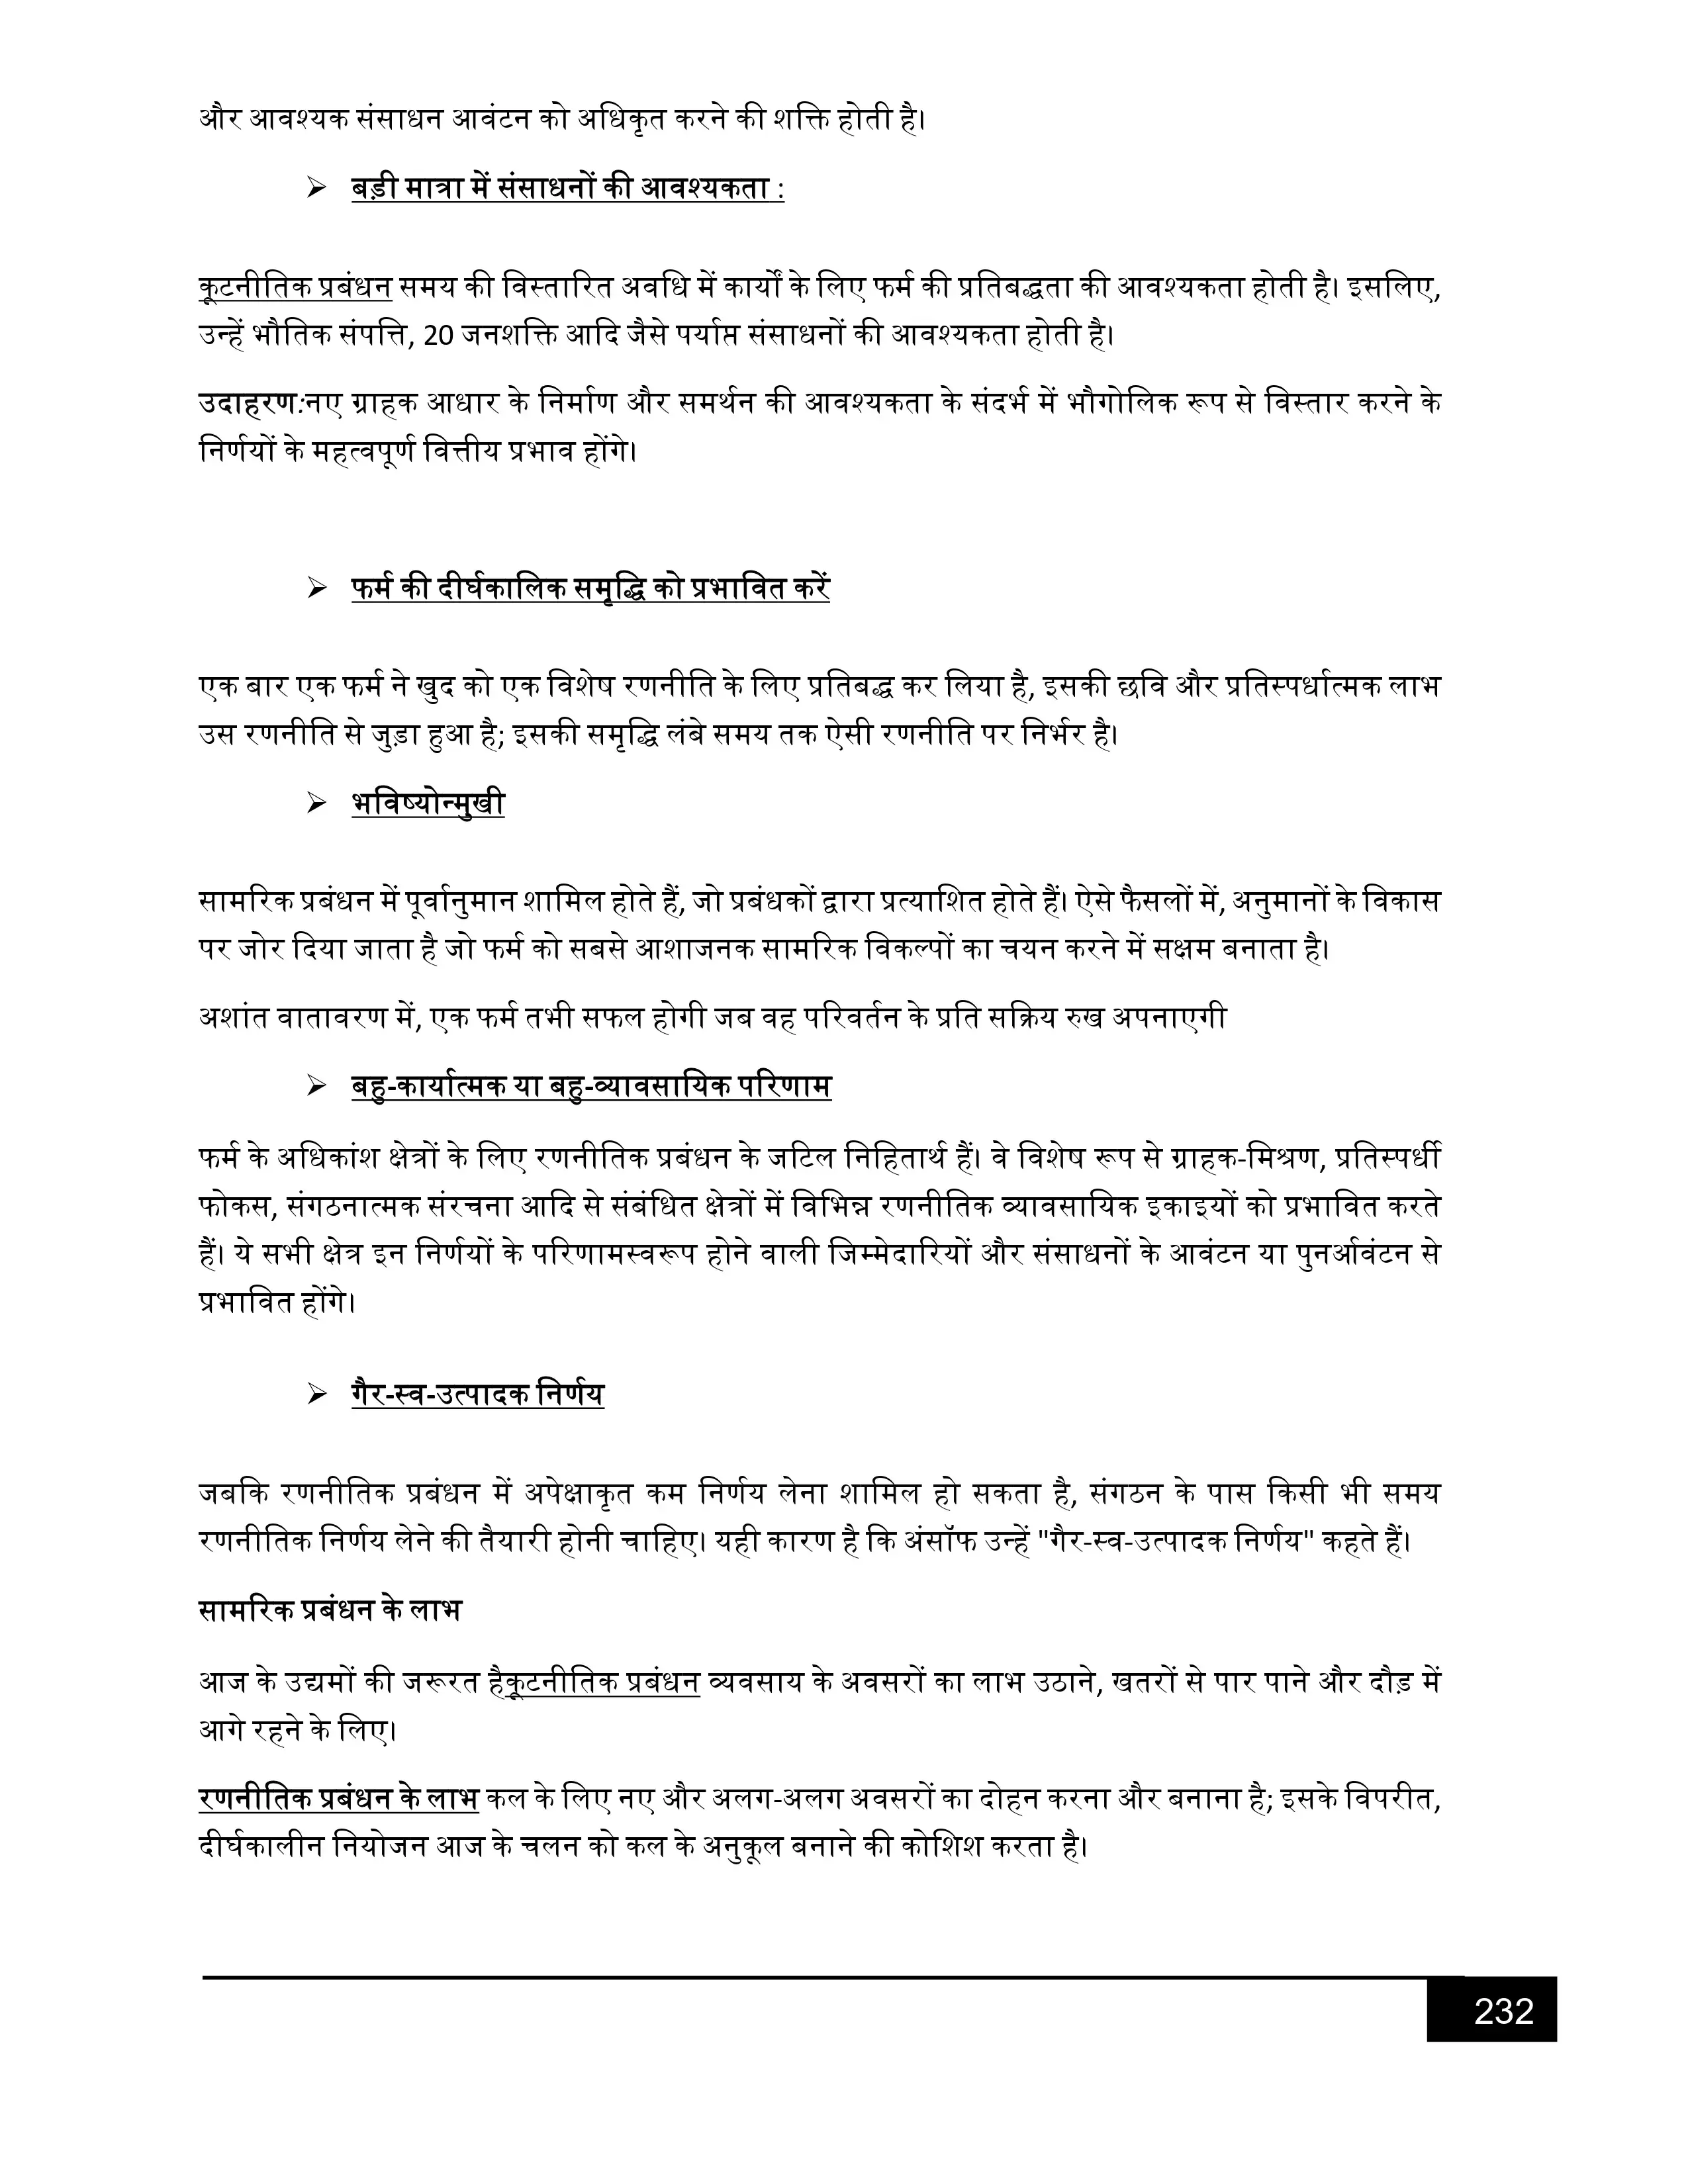 और आवश्यक संसाधन आवंटन को अधिकृत करने की शक्ति होती है।
➢ बड़ी मात्रा में संसाधनों की आवश्यकता :
कूटनीतिक प्रबंधन समय की विस्तारित अवधि में कार्यों के लिए फर्म की प्रतिबद्धता की आवश्यकता होती है। इसलिए,
उन्हें भौतिक संपत्ति, 20 जनशक्ति आदि जैसे पर्याप्त संसाधनों की आवश्यकता होती है।
उदाहरण:नए ग्राहक आधार के निर्माण और समर्थन की आवश्यकता के संदर्भ में भौगोलिक रूप से विस्तार करने के
निर्णयों के महत्वपूर्ण वित्तीय प्रभाव होंगे।
➢ फर्म की दीर्घकालिक समृद्धि को प्रभावित करें
एक बार एक फर्म ने खुद को एक विशेष रणनीति के लिए प्रतिबद्ध कर लिया है, इसकी छवि और प्रतिस्पर्धात्मक लाभ
उस रणनीति से जुड़ा हुआ है; इसकी समृद्धि लंबे समय तक ऐसी रणनीति पर निर्भर है।
➢ भविष्योन्मुखी
सामरिक प्रबंधन में पूर्वानुमान शामिल होते हैं, जो प्रबंधकों द्वारा प्रत्याशित होते हैं। ऐसे फैसलों में, अनुमानों के विकास
पर जोर दिया जाता है जो फर्म को सबसे आशाजनक सामरिक विकल्पों का चयन करने में सक्षम बनाता है।
अशांत वातावरण में, एक फर्म तभी सफल होगी जब वह परिवर्तन के प्रति सक्रिय रुख अपनाएगी
➢ बहु-कार्यात्मक या बहु-व्यावसायिक परिणाम
फर्म के अधिकांश क्षेत्रों के लिए रणनीतिक प्रबंधन के जटिल निहितार्थ हैं। वे विशेष रूप से ग्राहक-मिश्रण, प्रतिस्पर्धी
फोकस, संगठनात्मक संरचना आदि से संबंधित क्षेत्रों में विभिन्न रणनीतिक व्यावसायिक इकाइयों को प्रभावित करते
हैं। ये सभी क्षेत्र इन निर्णयों के परिणामस्वरूप होने वाली जिम्मेदारियों और संसाधनों के आवंटन या पुनर्आवंटन से
प्रभावित होंगे।
➢ गैर-स्व-उत्पादक निर्णय
जबकि रणनीतिक प्रबंधन में अपेक्षाकृत कम निर्णय लेना शामिल हो सकता है, संगठन के पास किसी भी समय
रणनीतिक निर्णय लेने की तैयारी होनी चाहिए। यही कारण है कि अंसॉफ उन्हें "गैर-स्व-उत्पादक निर्णय" कहते हैं।
सामरिक प्रबंधन के लाभ
आज के उद्यमों की जरूरत हैकूटनीतिक प्रबंधन व्यवसाय के अवसरों का लाभ उठाने, खतरों से पार पाने और दौड़ में
आगे रहने के लिए।
रणनीतिक प्रबंधन के लाभ कल के लिए नए और अलग-अलग अवसरों का दोहन करना और बनाना है; इसके विपरीत,
दीर्घकालीन नियोजन आज के चलन को कल के अनुकूल बनाने की कोशिश करता है।
232